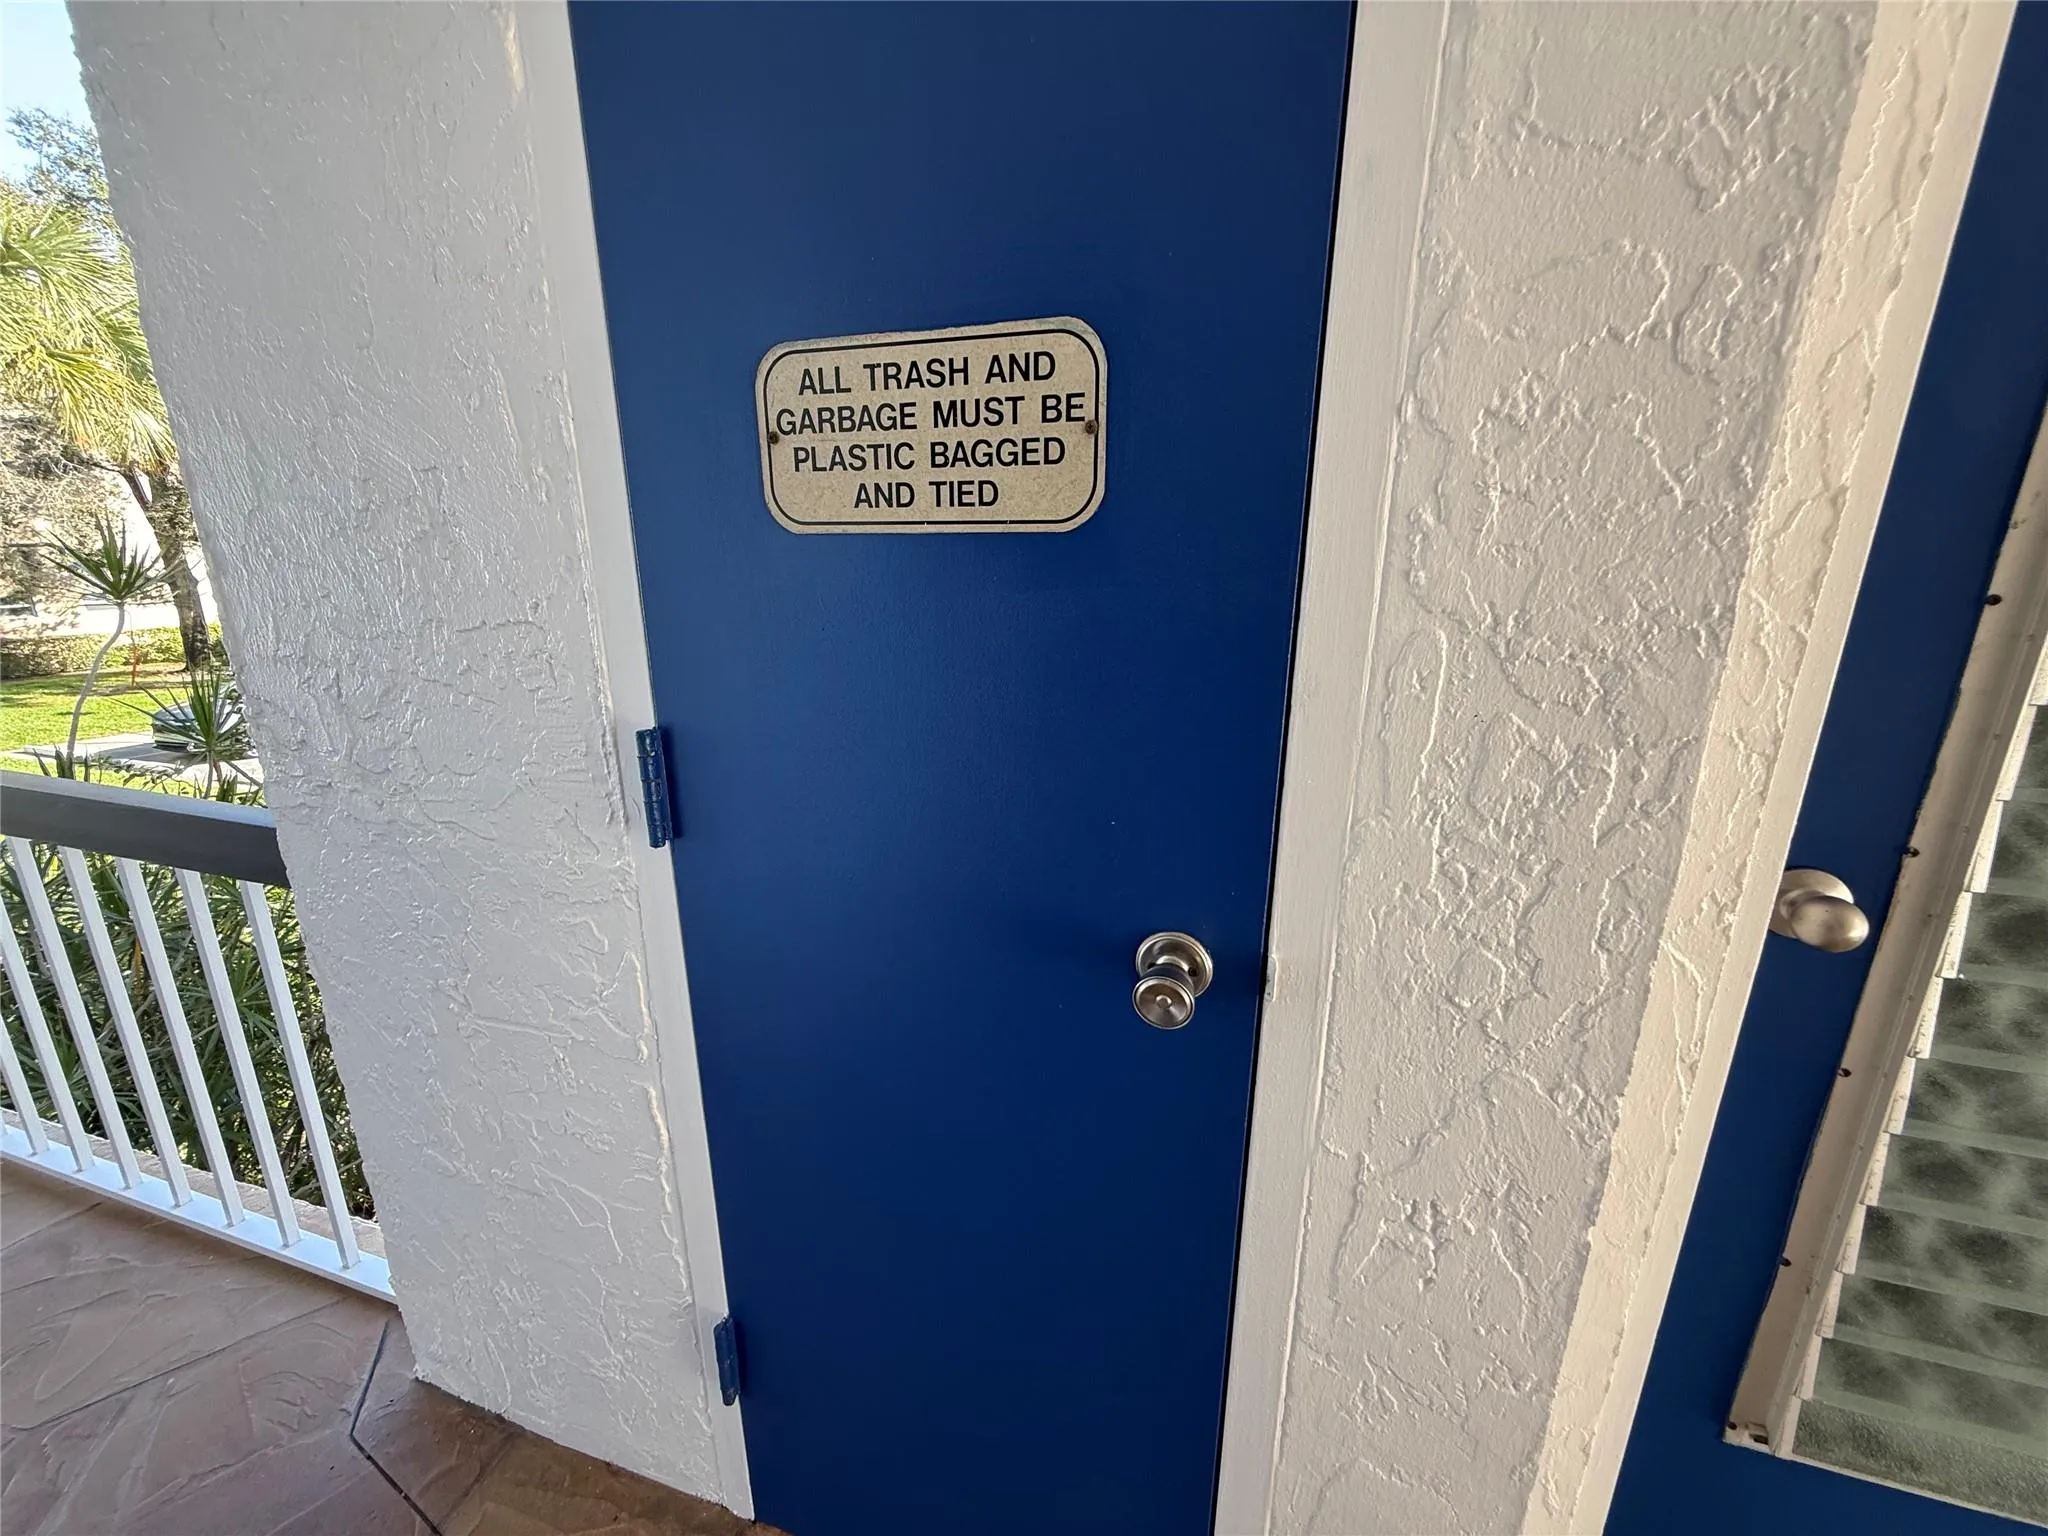 ALL TRASH AND
GARBAGE MUST BE
PLASTIC BAGGED
AND TIED